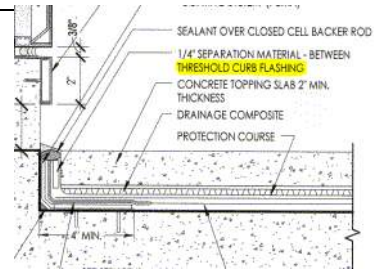 SEALANT OVER CLOSED CELL BACKER ROD
3/8"
1/4" SEPARATION MATERIAL - BETWEEN
THRESHOLD CURB FLASHING
2"
CONCRETE TOPPING SLAB 2" MIN.
THICKNESS
DRAINAGE COMPOSITE
PROTECTION COURSE
4" MIN.